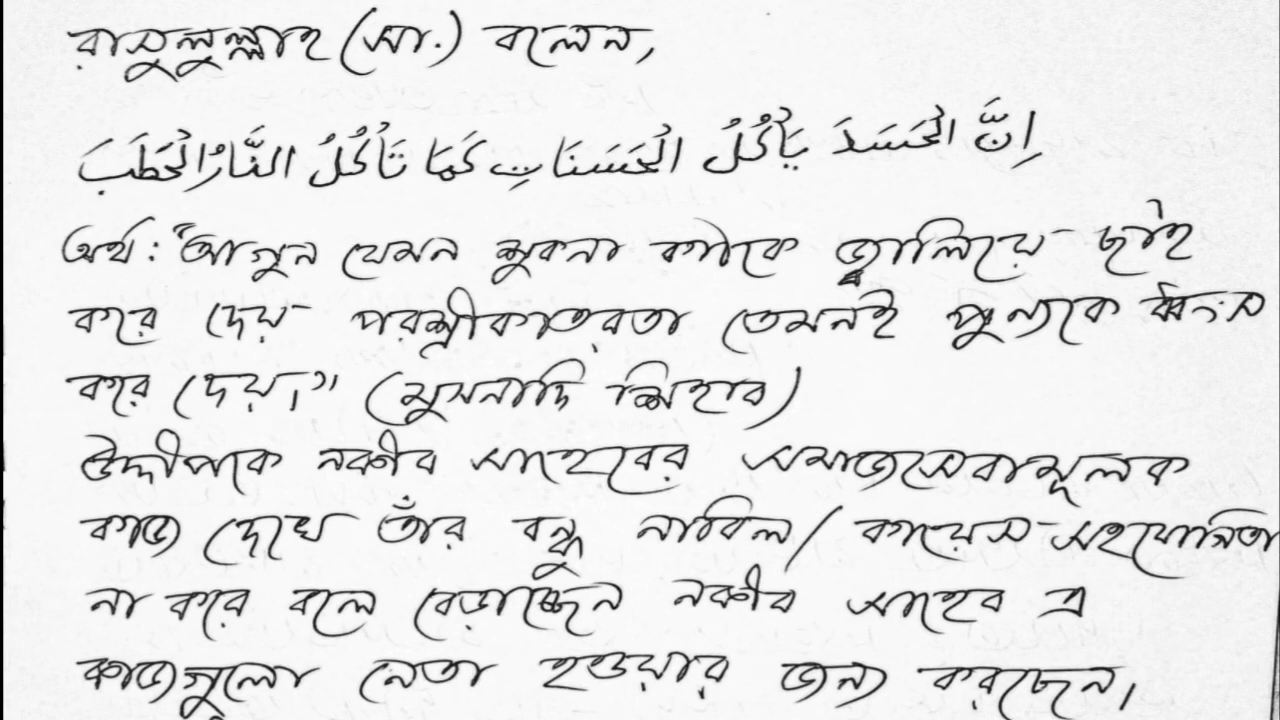 রাসুলুল্লাহ (সা.) বলেন,
اِنَّ الْحَسَدَ يَأْكُلُ الْحَسَنَاتِ كَمَا تَأْكُلُ النَّارُ الْحَطَبَ
অর্থ: "আগুন যেমন শুকনা কাঠকে জ্বালিয়ে ছাই
করে দেয় পরশ্রীকাতরতা তেমনই পুন্যকে ধ্বংস
করে দেয়।" (মুসনাদি শিহাব)
উদ্দীপকে নকীব সাহেবের সমাজসেবামূলক
কাজ দেখে তাঁর বন্ধু নাবিল/ কায়েস সহযোগিতা
না করে বলে বেড়াচ্ছেন নকীব সাহেব এ
কাজগুলো নেতা হওয়ার জন্য করছেন।